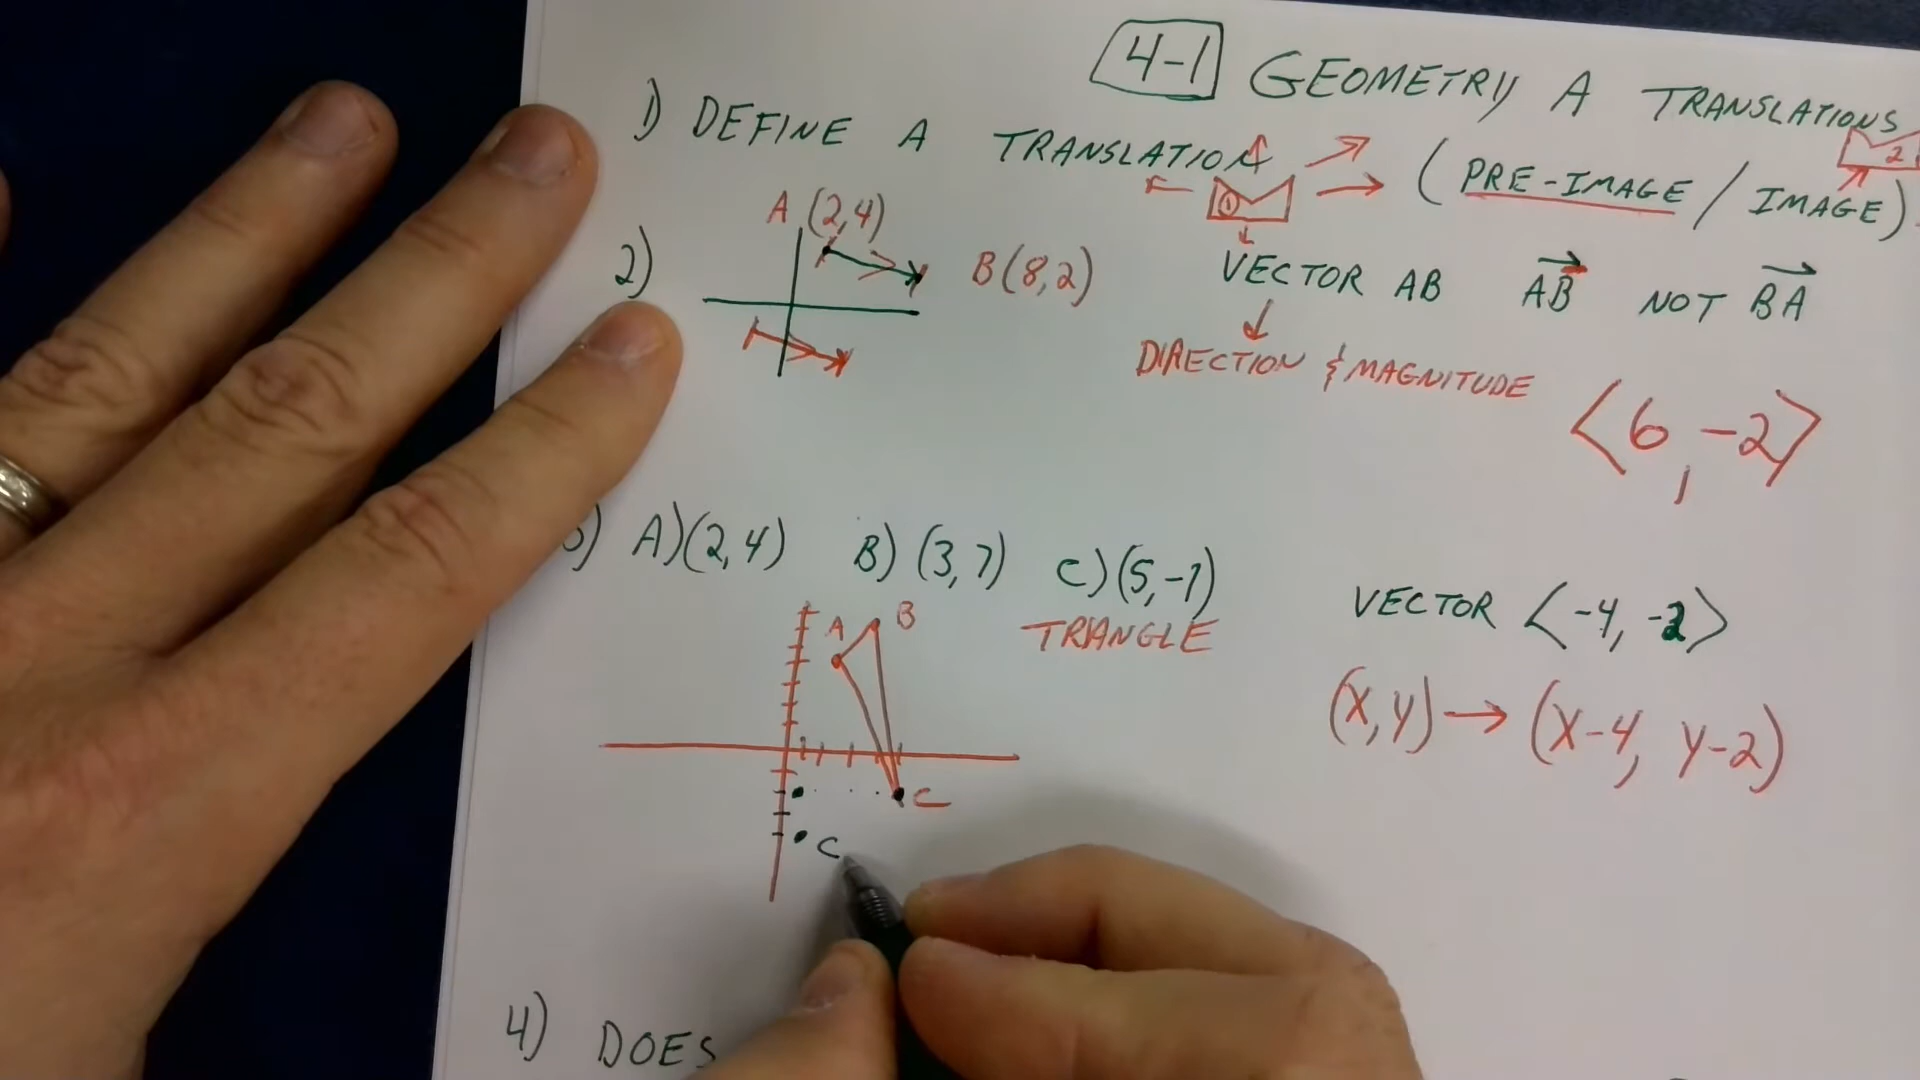 4-1 GEOMETRY A TRANSLATIONS
1) DEFINE A TRANSLATION (PRE-IMAGE / IMAGE)
1
2
2) A (2,4) B(8,2) VECTOR AB AB NOT BA
DIRECTION & MAGNITUDE
<6, -2>
A)(2,4) B) (3,7) C)(5,-1) VECTOR <-4, -2>
TRIANGLE
A B
(X,Y) → (X-4, Y-2)
C
C
4) DOES